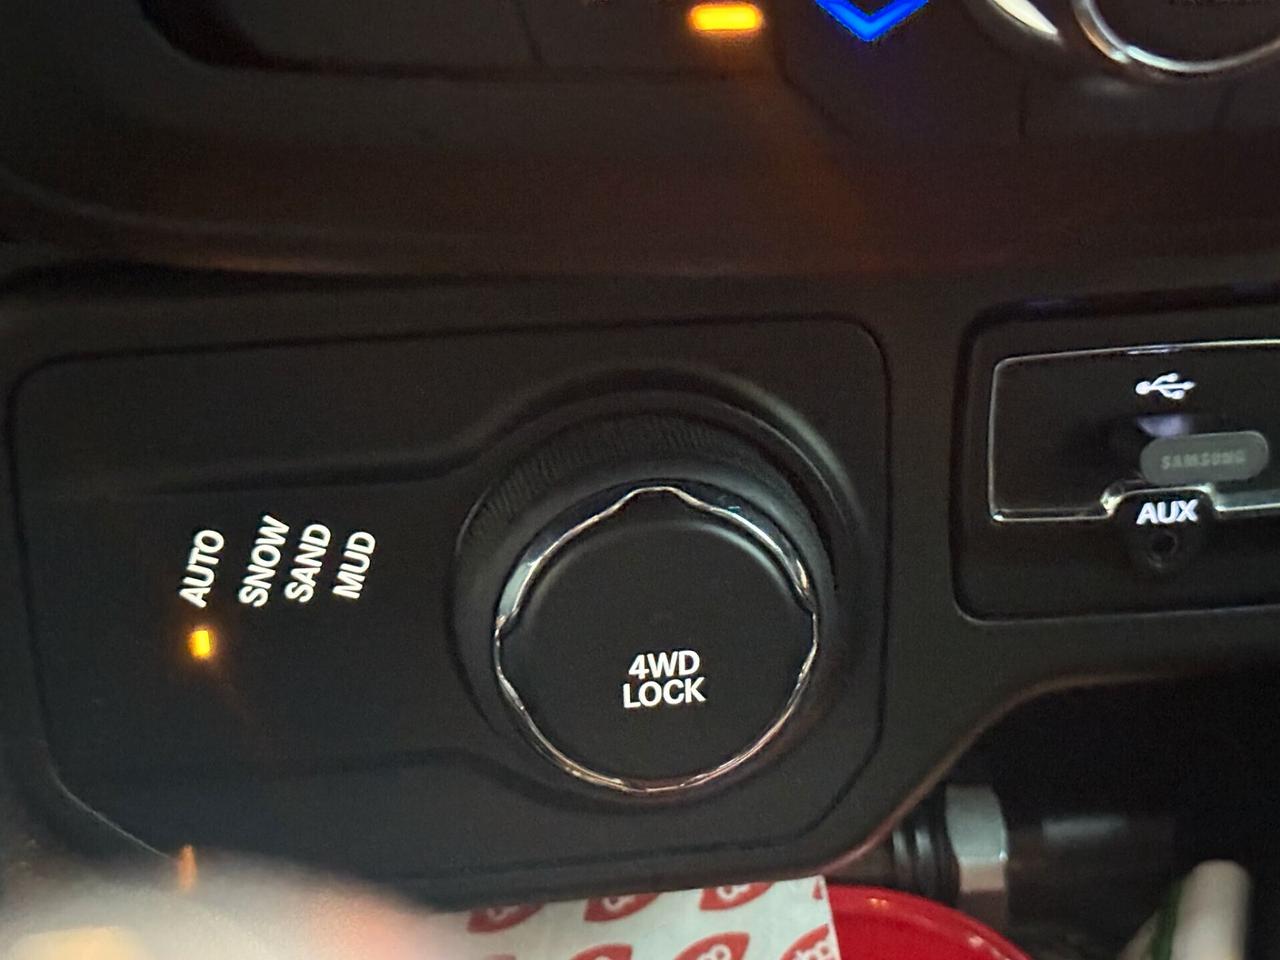 AUTO
SNOW
SAND
MUD
4WD
LOCK
SAMSUNG
AUX